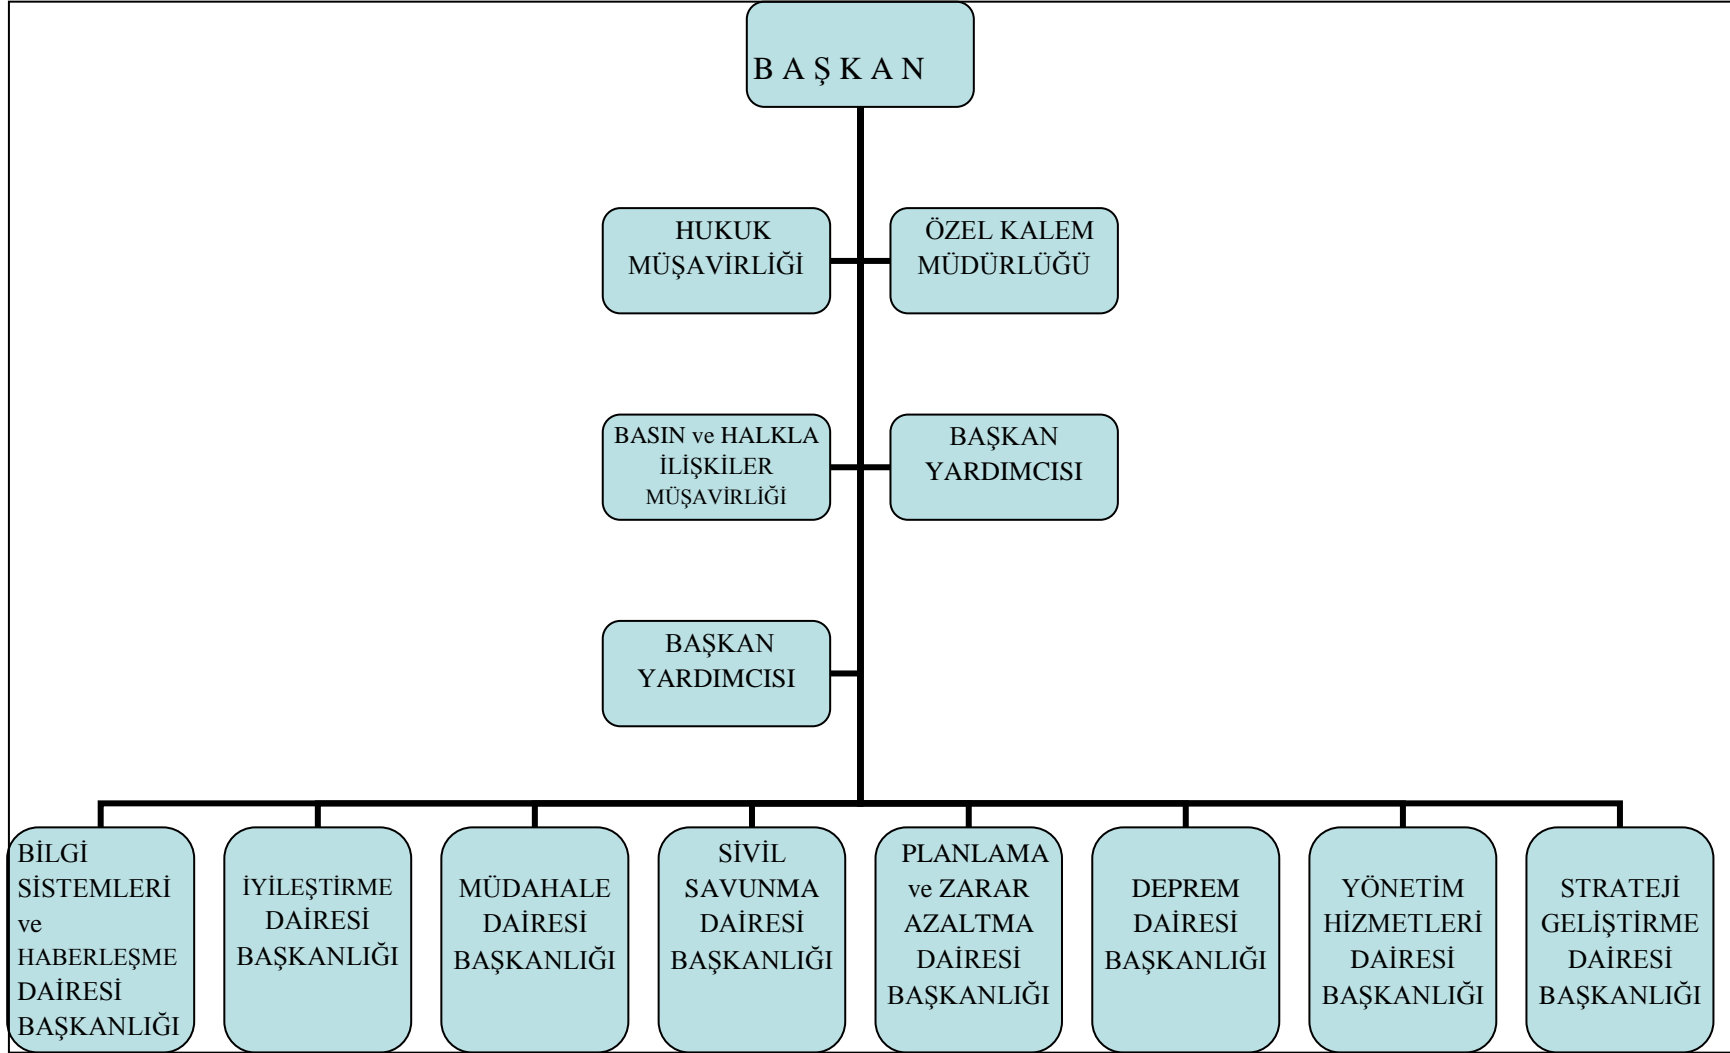 B A Ş K A N
HUKUK
MÜŞAVİRLİĞİ
ÖZEL KALEM
MÜDÜRLÜĞÜ
BASIN ve HALKLA
İLİŞKİLER
MÜŞAVİRLİĞİ
BAŞKAN
YARDIMCISI
BAŞKAN
YARDIMCISI
BİLGİ
SİSTEMLERİ
ve
HABERLEŞME
DAİRESİ
BAŞKANLIĞI
İYİLEŞTİRME
DAİRESİ
BAŞKANLIĞI
MÜDAHALE
DAİRESİ
BAŞKANLIĞI
SİVİL
SAVUNMA
DAİRESİ
BAŞKANLIĞI
PLANLAMA
ve ZARAR
AZALTMA
DAİRESİ
BAŞKANLIĞI
DEPREM
DAİRESİ
BAŞKANLIĞI
YÖNETİM
HİZMETLERİ
DAİRESİ
BAŞKANLIĞI
STRATEJİ
GELİŞTİRME
DAİRESİ
BAŞKANLIĞI